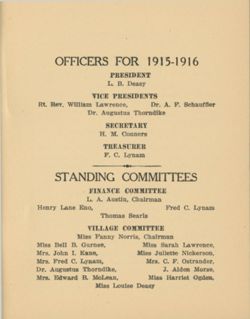 OFFICERS FOR 1915-1916
PRESIDENT
L. B. Deasy
VICE PRESIDENTS
Rt. Rev. William Lawrence, Dr. A. F. Schauffler
Dr. Augustus Thorndike
SECRETARY
H. M. Conners
TREASURER
F. C. Lynam
STANDING COMMITTEES
FINANCE COMMITTEE
L. A. Austin, Chairman
Henry Lane Eno, Fred C. Lynam
Thomas Searls
VILLAGE COMMITTEE
Miss Fanny Norris, Chairman
Miss Bell B. Gurnee, Miss Sarah Lawrence,
Mrs. John I. Kane, Miss Juliette Nickerson,
Mrs. Fred C. Lynam, Mrs. C. F. Ostrander,
Dr. Augustus Thorndike, J. Alden Morse,
Mrs. Edward B. McLean, Miss Harriet Ogden,
Miss Louise Deasy